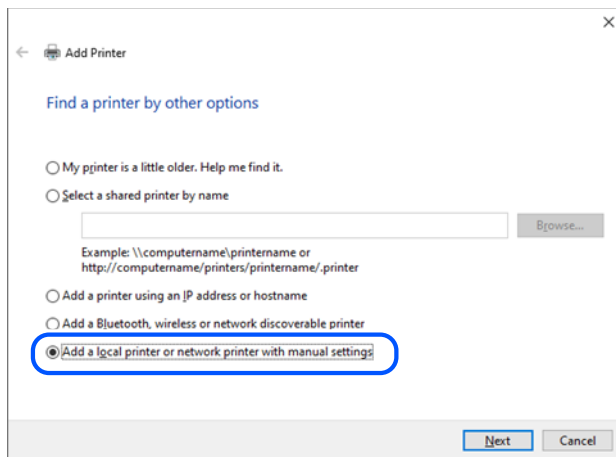 Add Printer
Find a printer by other options
My printer is a little older. Help me find it.
Select a shared printer by name
Browse...
Example: \\computername\printername or
http://computername/printers/printername/.printer
Add a printer using an IP address or hostname
Add a Bluetooth, wireless or network discoverable printer
Add a local printer or network printer with manual settings
Next Cancel